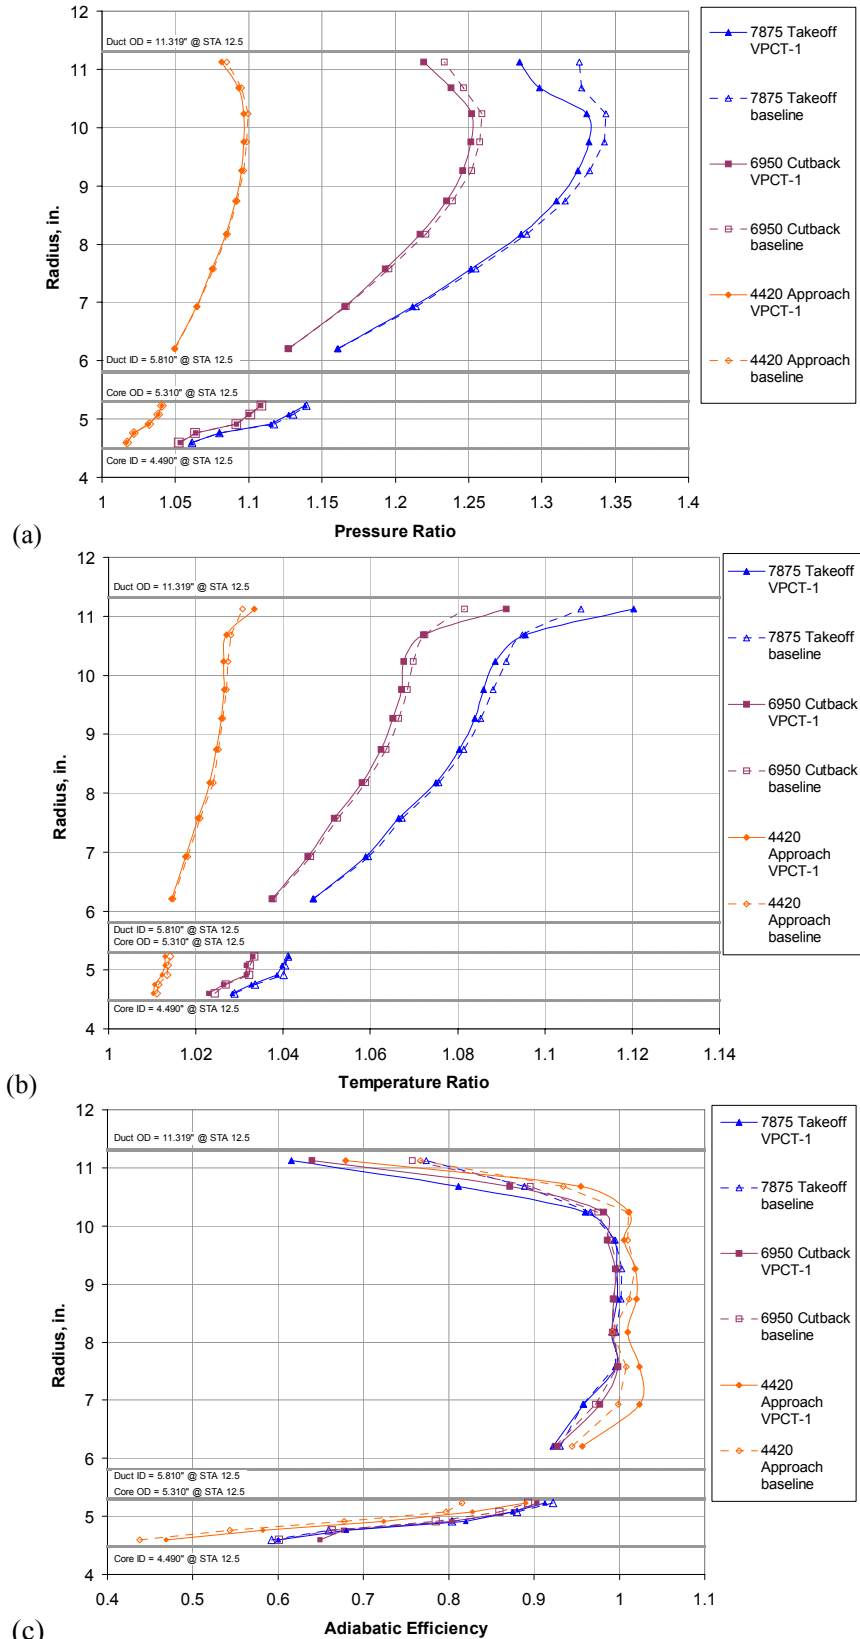 12
Duct OD = 11.319" @ STA 12.5
11
10
9
8
7
6
Duct ID = 5.810" @ STA 12.5
Core OD = 5.310" @ STA 12.5
5
Core ID = 4.490" @ STA 12.5
4
Radius, in.
1 1.05 1.1 1.15 1.2 1.25 1.3 1.35 1.4
Pressure Ratio
(a)
7875 Takeoff
VPCT-1
7875 Takeoff
baseline
6950 Cutback
VPCT-1
6950 Cutback
baseline
4420 Approach
VPCT-1
4420 Approach
baseline
12
Duct OD = 11.319" @ STA 12.5
11
10
9
8
7
6
Duct ID = 5.810" @ STA 12.5
Core OD = 5.310" @ STA 12.5
5
Core ID = 4.490" @ STA 12.5
4
Radius, in.
1 1.02 1.04 1.06 1.08 1.1 1.12 1.14
Temperature Ratio
(b)
7875 Takeoff
VPCT-1
7875 Takeoff
baseline
6950 Cutback
VPCT-1
6950 Cutback
baseline
4420
Approach
VPCT-1
4420
Approach
baseline
12
Duct OD = 11.319" @ STA 12.5
11
10
9
8
7
6
Duct ID = 5.810" @ STA 12.5
Core OD = 5.310" @ STA 12.5
5
Core ID = 4.490" @ STA 12.5
4
Radius, in.
0.4 0.5 0.6 0.7 0.8 0.9 1 1.1
Adiabatic Efficiency
(c)
7875 Takeoff
VPCT-1
7875 Takeoff
baseline
6950 Cutback
VPCT-1
6950 Cutback
baseline
4420
Approach
VPCT-1
4420
Approach
baseline